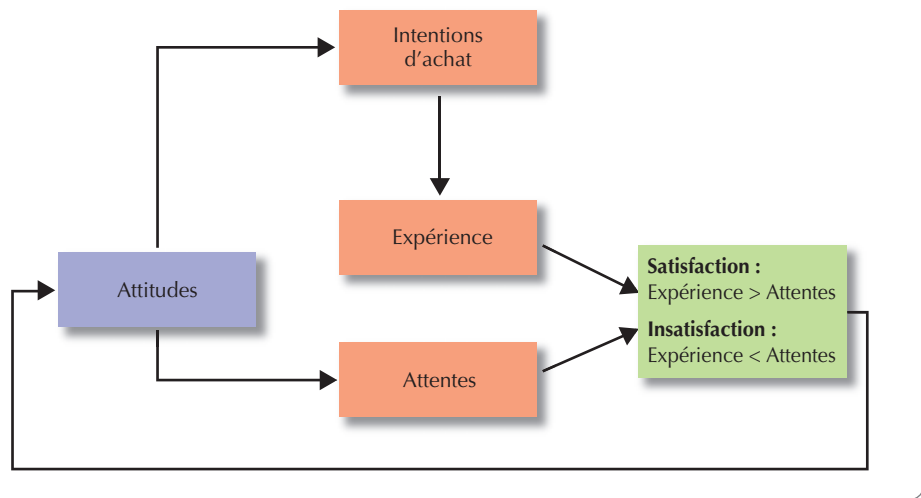 Intentions
d’achat
Expérience
Attitudes
Satisfaction :
Expérience > Attentes
Insatisfaction :
Expérience < Attentes
Attentes